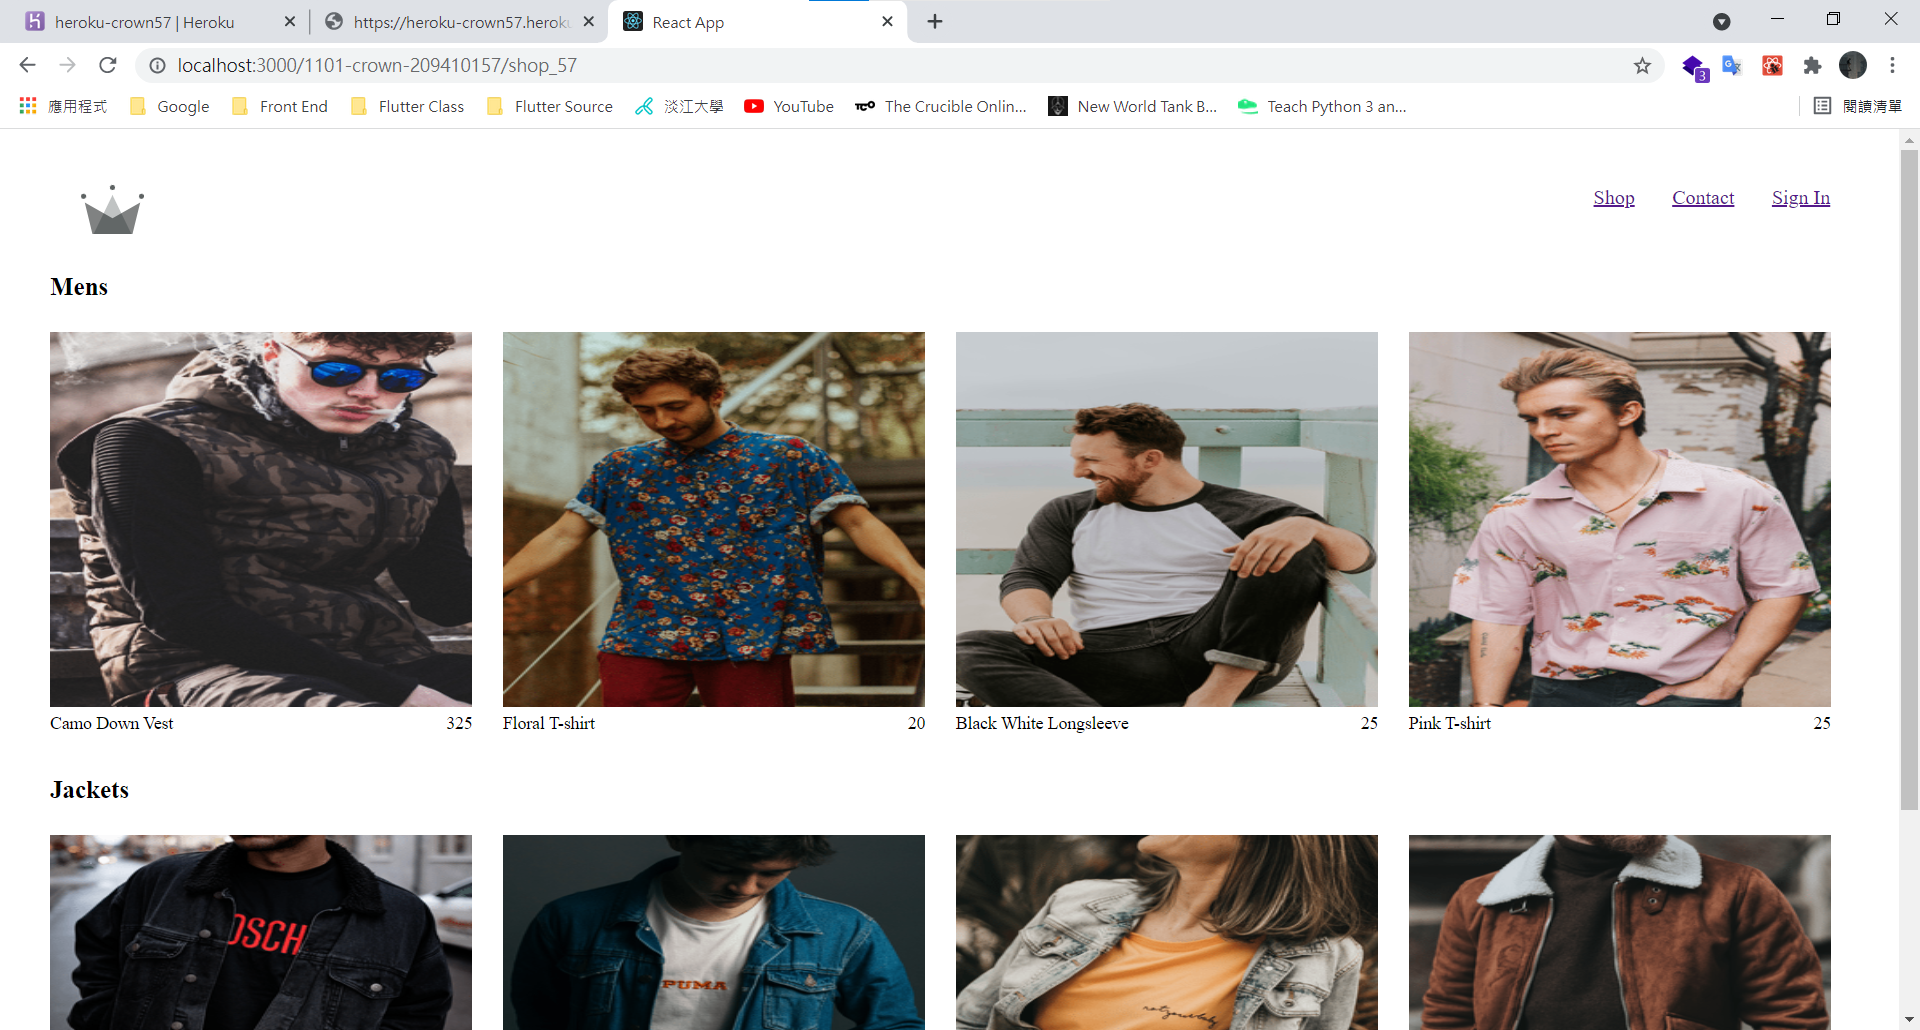 heroku-crown57 | Heroku
https://heroku-crown57.heroku
React App
localhost:3000/1101-crown-209410157/shop_57
3
應用程式 Google Front End Flutter Class Flutter Source 淡江大學 YouTube The Crucible Onlin... New World Tank B... Teach Python 3 an... 閱讀清單
Shop Contact Sign In
Mens
Camo Down Vest 325
Floral T-shirt 20
Black White Longsleeve 25
Pink T-shirt 25
Jackets
OSCH
PUMA